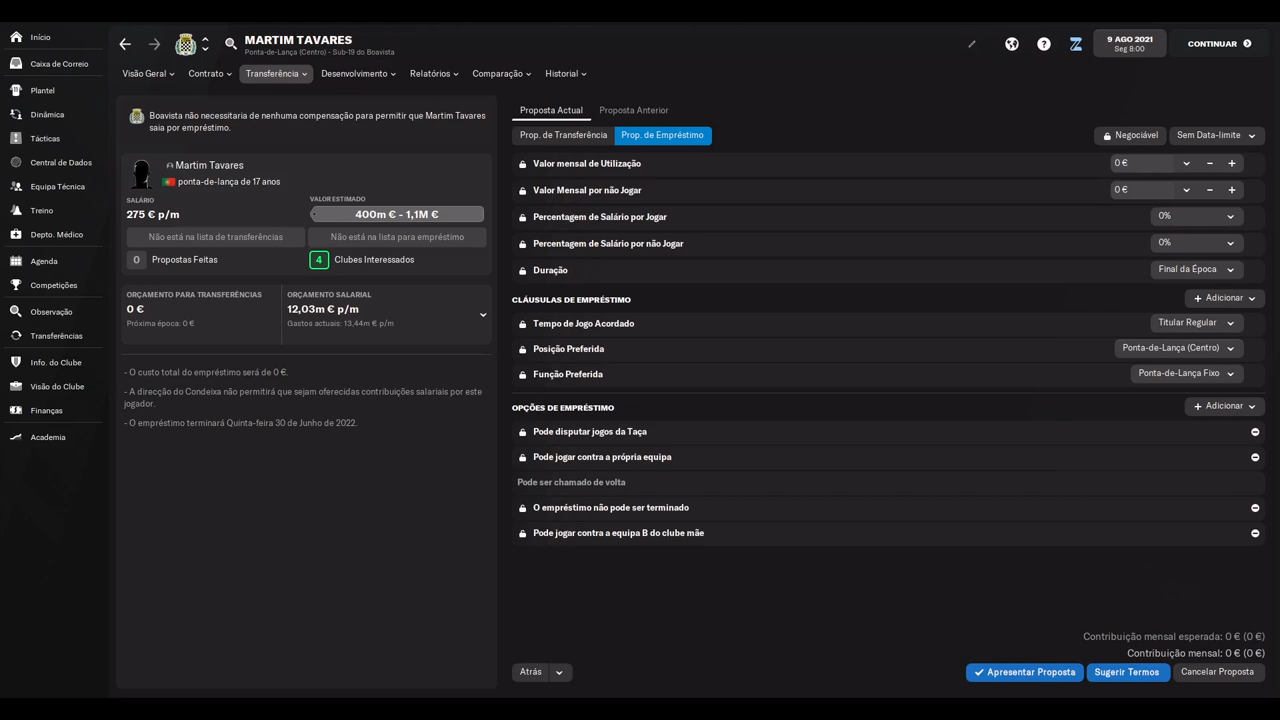 Início
Caixa de Correio
Plantel
Dinâmica
Tácticas
Central de Dados
Equipa Técnica
Treino
Depto. Médico
Agenda
Competições
Observação
Transferências
Info. do Clube
Visão do Clube
Finanças
Academia
MARTIM TAVARES
Ponta-de-Lança (Centro) - Sub-19 do Boavista
9 AGO 2021
Seg 8:00
CONTINUAR
Visão Geral
Contrato
Transferência
Desenvolvimento
Relatórios
Comparação
Historial
Boavista não necessitaria de nenhuma compensação para permitir que Martim Tavares
saia por empréstimo.
Martim Tavares
ponta-de-lança de 17 anos
SALÁRIO
275 € p/m
VALOR ESTIMADO
400m € - 1,1M €
Não está na lista de transferências
Não está na lista para empréstimo
0 Propostas Feitas
4 Clubes Interessados
ORÇAMENTO PARA TRANSFERÊNCIAS
0 €
Próxima época: 0 €
ORÇAMENTO SALARIAL
12,03m € p/m
Gastos actuais: 13,44m € p/m
- O custo total do empréstimo será de 0 €.
- A direcção do Condeixa não permitirá que sejam oferecidas contribuições salariais por este
jogador.
- O empréstimo terminará Quinta-feira 30 de Junho de 2022.
Proposta Actual
Proposta Anterior
Prop. de Transferência
Prop. de Empréstimo
Negociável
Sem Data-limite
Valor mensal de Utilização
0 €
Valor Mensal por não Jogar
0 €
Percentagem de Salário por Jogar
0%
Percentagem de Salário por não Jogar
0%
Duração
Final da Época
CLÁUSULAS DE EMPRÉSTIMO
Adicionar
Tempo de Jogo Acordado
Titular Regular
Posição Preferida
Ponta-de-Lança (Centro)
Função Preferida
Ponta-de-Lança Fixo
OPÇÕES DE EMPRÉSTIMO
Adicionar
Pode disputar jogos da Taça
Pode jogar contra a própria equipa
Pode ser chamado de volta
O empréstimo não pode ser terminado
Pode jogar contra a equipa B do clube mãe
Contribuição mensal esperada: 0 € (0 €)
Contribuição mensal: 0 € (0 €)
Atrás
Apresentar Proposta
Sugerir Termos
Cancelar Proposta